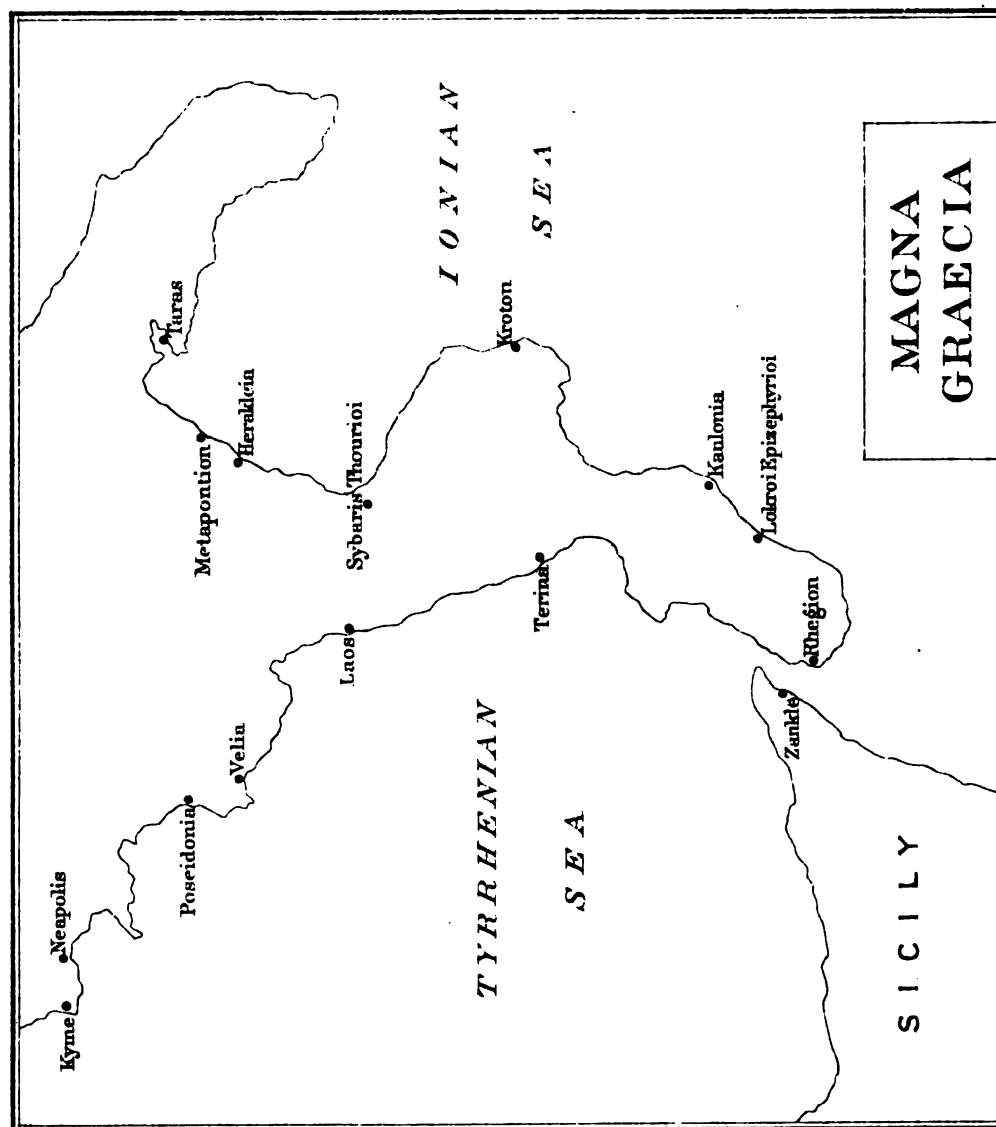 Kyme
Neapolis
Poseidonia
Velia
Laos
Metapontion
Herakleia
Taras
Sybaris Thourioi
Terina
Kroton
Kaulonia
Lokroi Epizephyrioi
Rhegion
Zankle
TYRRHENIAN
SEA
IONIAN
SEA
SICILY
MAGNA
GRAECIA